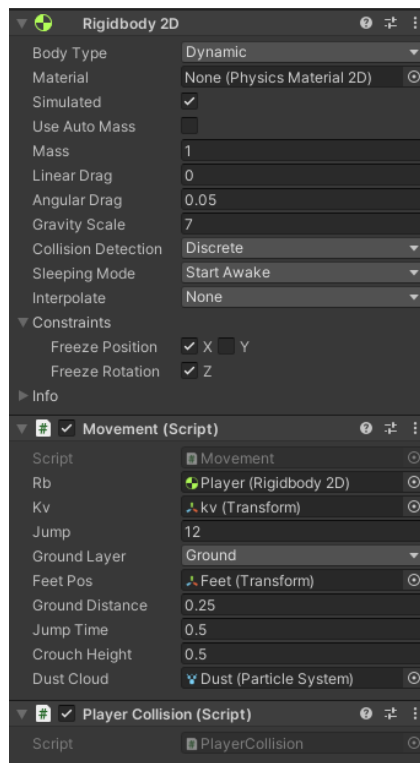 Rigidbody 2D
Body Type Dynamic
Material None (Physics Material 2D)
Simulated
Use Auto Mass
Mass 1
Linear Drag 0
Angular Drag 0.05
Gravity Scale 7
Collision Detection Discrete
Sleeping Mode Start Awake
Interpolate None
Constraints
Freeze Position X Y
Freeze Rotation Z
Info
# Movement (Script)
Script # Movement
Rb Player (Rigidbody 2D)
Kv kv (Transform)
Jump 12
Ground Layer Ground
Feet Pos Feet (Transform)
Ground Distance 0.25
Jump Time 0.5
Crouch Height 0.5
Dust Cloud Dust (Particle System)
# Player Collision (Script)
Script # PlayerCollision